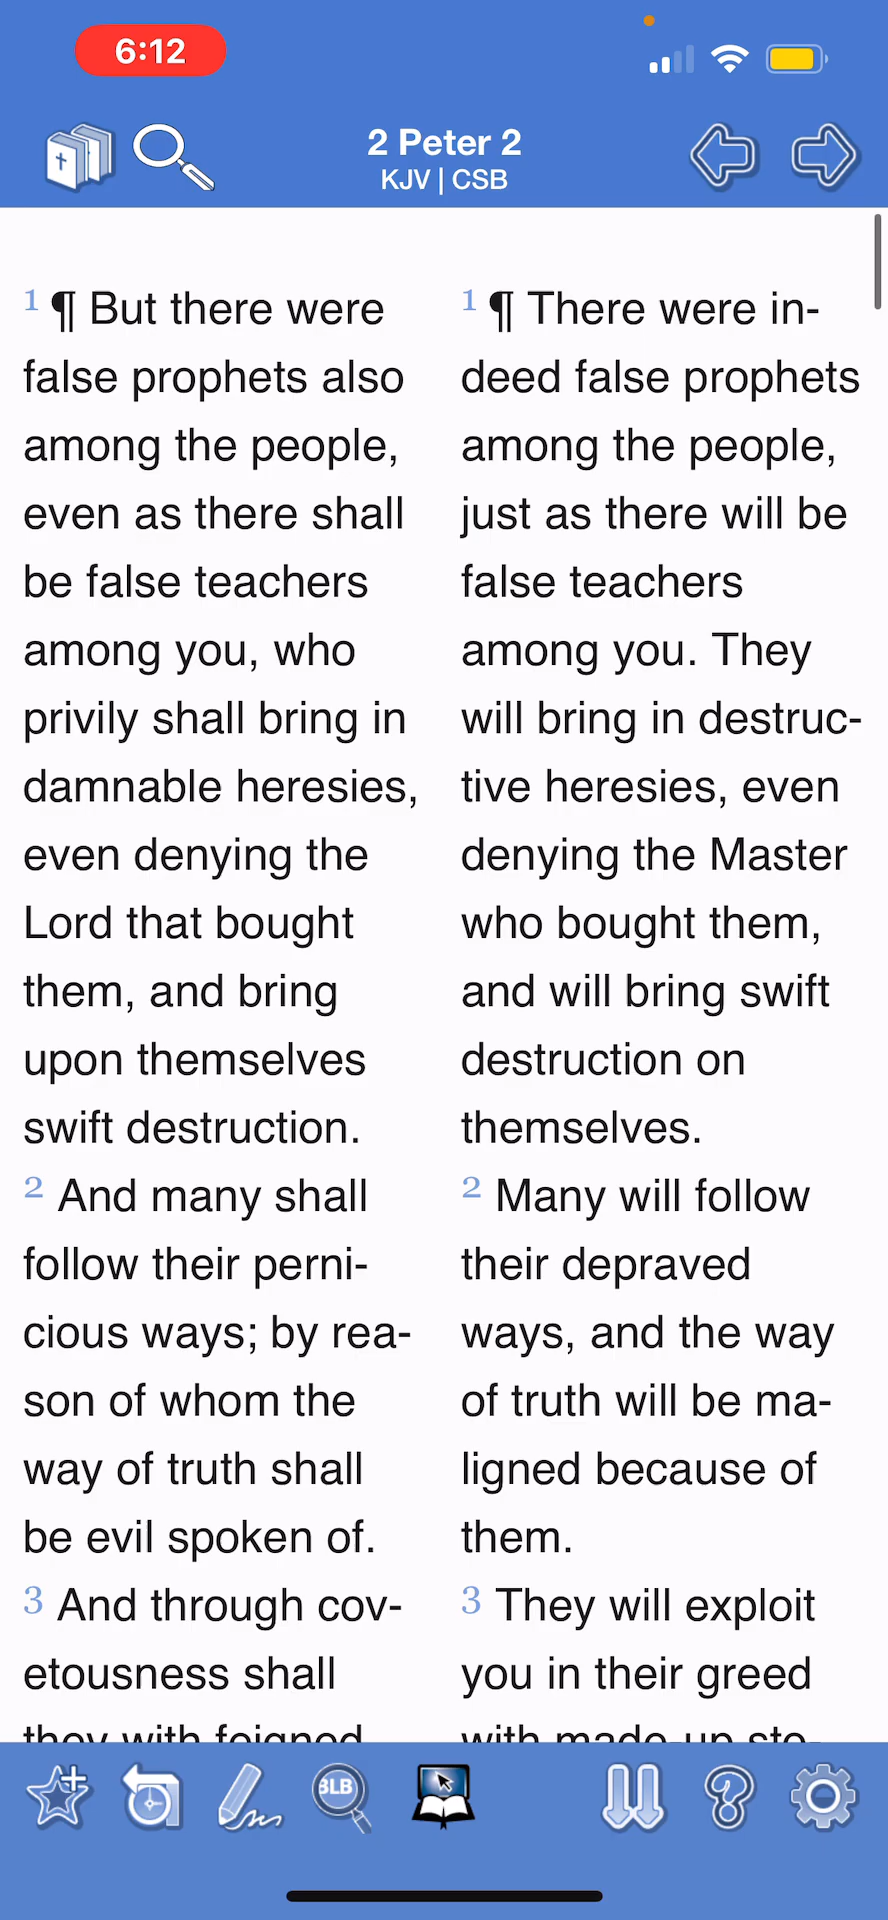 6:12
2 Peter 2
KJV | CSB
1 ¶ But there were
false prophets also
among the people,
even as there shall
be false teachers
among you, who
privily shall bring in
damnable heresies,
even denying the
Lord that bought
them, and bring
upon themselves
swift destruction.
2 And many shall
follow their perni-
cious ways; by rea-
son of whom the
way of truth shall
be evil spoken of.
3 And through cov-
etousness shall
they with feigned
1 ¶ There were in-
deed false prophets
among the people,
just as there will be
false teachers
among you. They
will bring in destruc-
tive heresies, even
denying the Master
who bought them,
and will bring swift
destruction on
themselves.
2 Many will follow
their depraved
ways, and the way
of truth will be ma-
ligned because of
them.
3 They will exploit
you in their greed
with made-up sto-
BLB